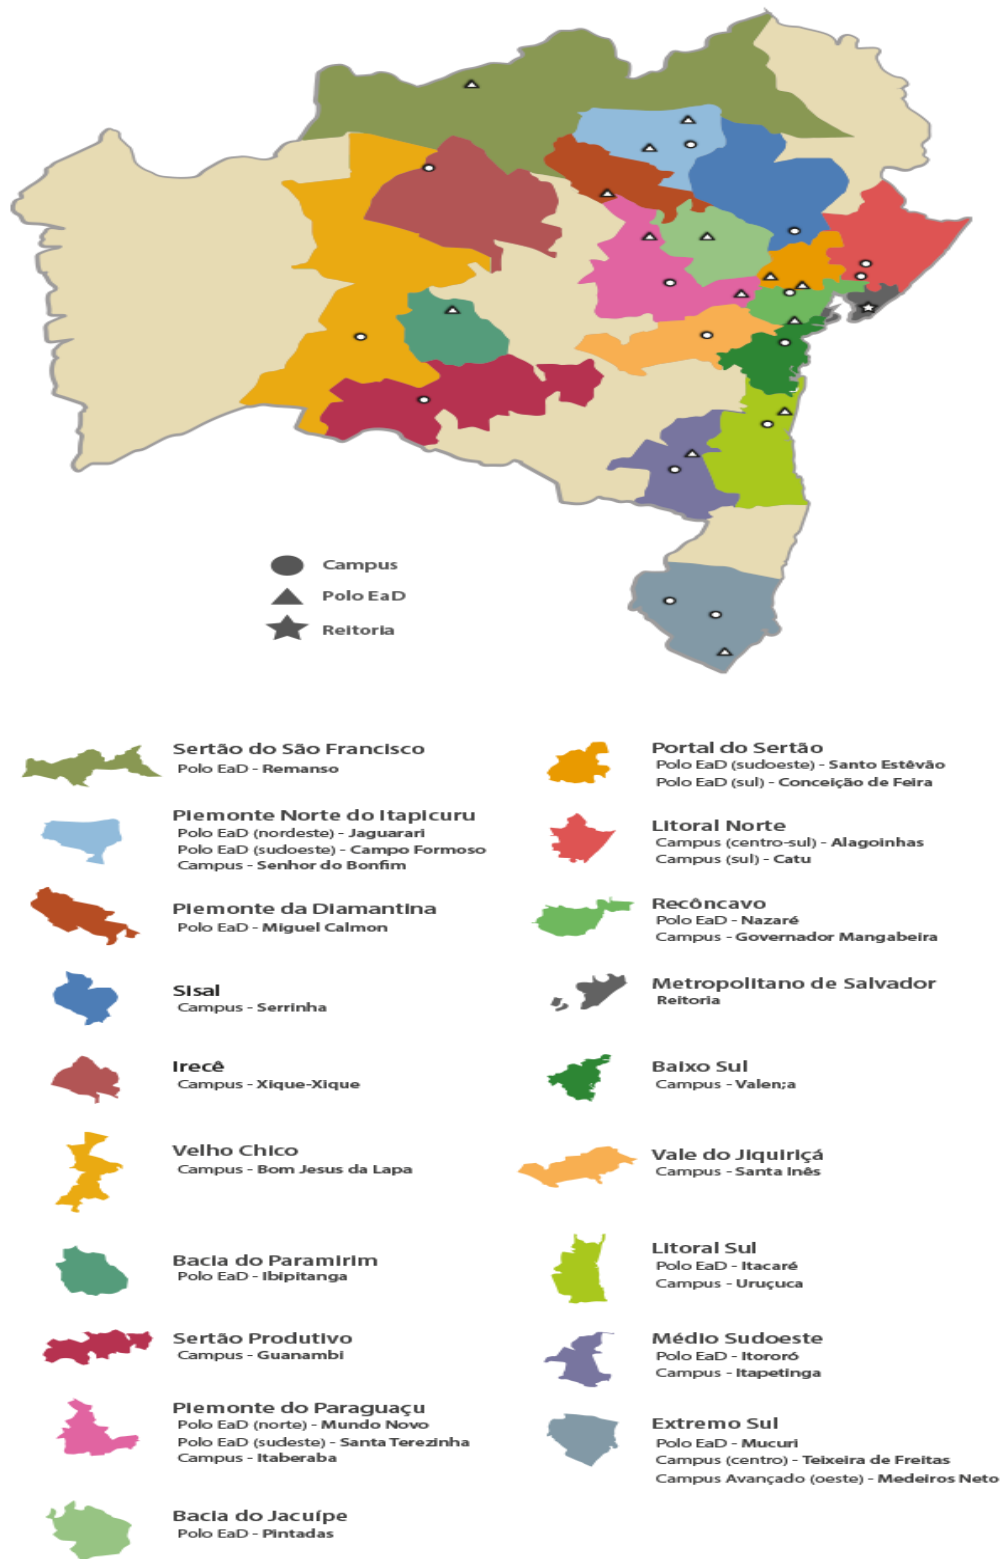 Campus
Polo EaD
Reitoria
Sertão do São Francisco
Polo EaD - Remanso
Piemonte Norte do Itapicuru
Polo EaD (nordeste) - Jaguarari
Polo EaD (sudoeste) - Campo Formoso
Campus - Senhor do Bonfim
Piemonte da Diamantina
Polo EaD - Miguel Calmon
Sisal
Campus - Serrinha
Irecê
Campus - Xique-Xique
Velho Chico
Campus - Bom Jesus da Lapa
Bacia do Paramirim
Polo EaD - Ibipitanga
Sertão Produtivo
Campus - Guanambi
Piemonte do Paraguaçu
Polo EaD (norte) - Mundo Novo
Polo EaD (sudeste) - Santa Terezinha
Campus - Itaberaba
Bacia do Jacuípe
Polo EaD - Pintadas
Portal do Sertão
Polo EaD (sudoeste) - Santo Estêvão
Polo EaD (sul) - Conceição de Feira
Litoral Norte
Campus (centro-sul) - Alagoinhas
Campus (sul) - Catu
Recôncavo
Polo EaD - Nazaré
Campus - Governador Mangabeira
Metropolitano de Salvador
Reitoria
Baixo Sul
Campus - Valen;a
Vale do Jiquiriçá
Campus - Santa Inês
Litoral Sul
Polo EaD - Itacaré
Campus - Uruçuca
Médio Sudoeste
Polo EaD - Itororó
Campus - Itapetinga
Extremo Sul
Polo EaD - Mucuri
Campus (centro) - Teixeira de Freitas
Campus Avançado (oeste) - Medeiros Neto